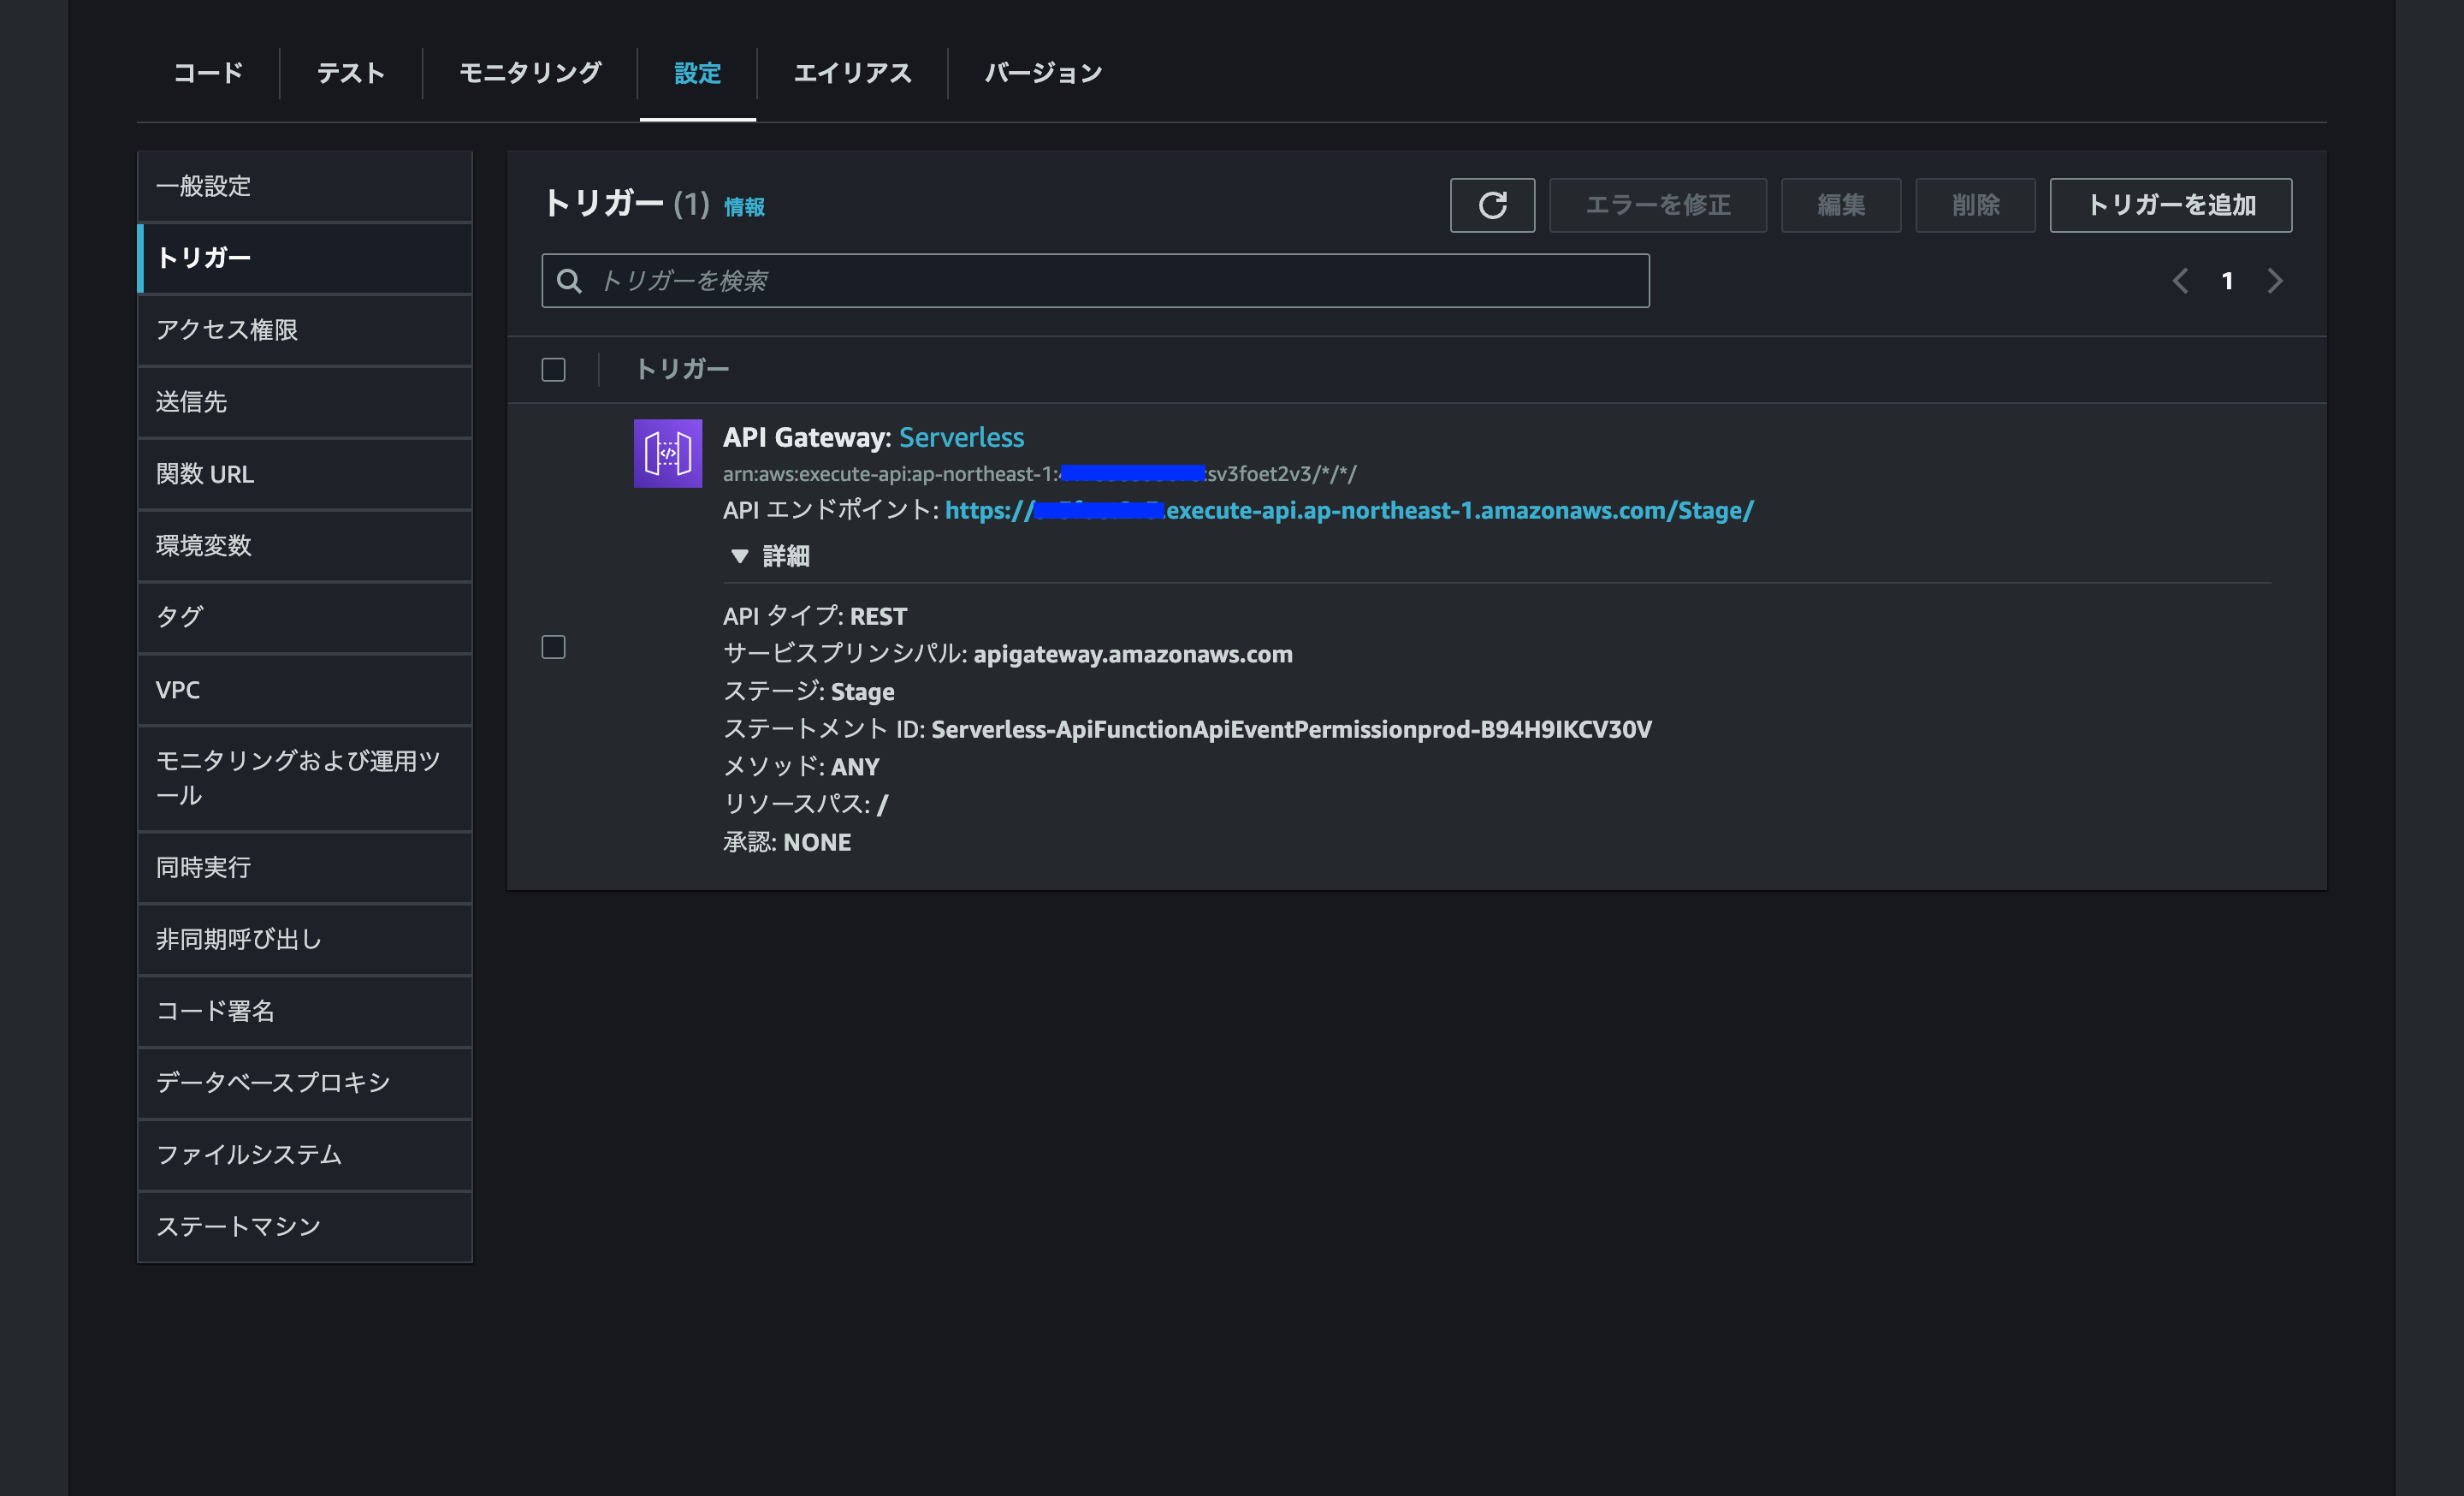 コード
テスト
モニタリング
設定
エイリアス
バージョン
一般設定
トリガー
アクセス権限
送信先
関数 URL
環境変数
タグ
VPC
モニタリングおよび運用ツ
ール
同時実行
非同期呼び出し
コード署名
データベースプロキシ
ファイルシステム
ステートマシン
トリガー (1) 情報
エラーを修正
編集
削除
トリガーを追加
トリガーを検索
1
トリガー
API Gateway: Serverless
arn:aws:execute-api:ap-northeast-1: :sv3foet2v3/*/*/
API エンドポイント: https:// .execute-api.ap-northeast-1.amazonaws.com/Stage/
▼ 詳細
API タイプ: REST
サービスプリンシパル: apigateway.amazonaws.com
ステージ: Stage
ステートメント ID: Serverless-ApiFunctionApiEventPermissionprod-B94H9IKCV30V
メソッド: ANY
リソースパス: /
承認: NONE